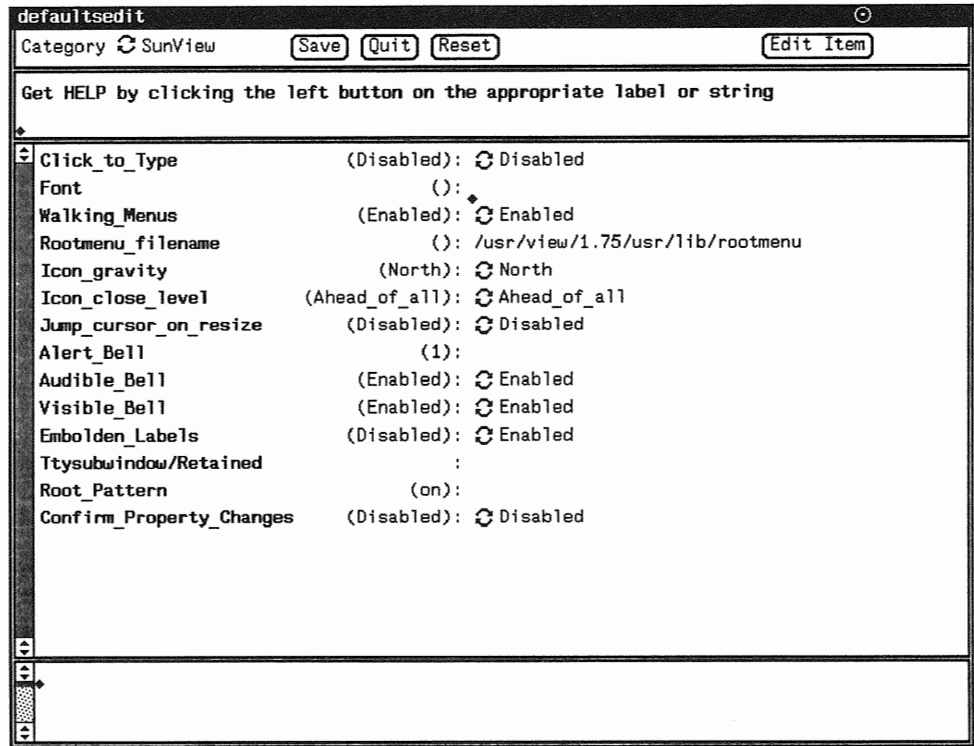 defaultsedit
Category SunView Save Quit Reset Edit Item
Get HELP by clicking the left button on the appropriate label or string
Click_to_Type (Disabled): Disabled
Font ():
Walking_Menus (Enabled): Enabled
Rootmenu_filename (): /usr/view/1.75/usr/lib/rootmenu
Icon_gravity (North): North
Icon_close_level (Ahead_of_all): Ahead_of_all
Jump_cursor_on_resize (Disabled): Disabled
Alert_Bell (1):
Audible_Bell (Enabled): Enabled
Visible_Bell (Enabled): Enabled
Embolden_Labels (Disabled): Enabled
Ttysubwindow/Retained :
Root_Pattern (on):
Confirm_Property_Changes (Disabled): Disabled